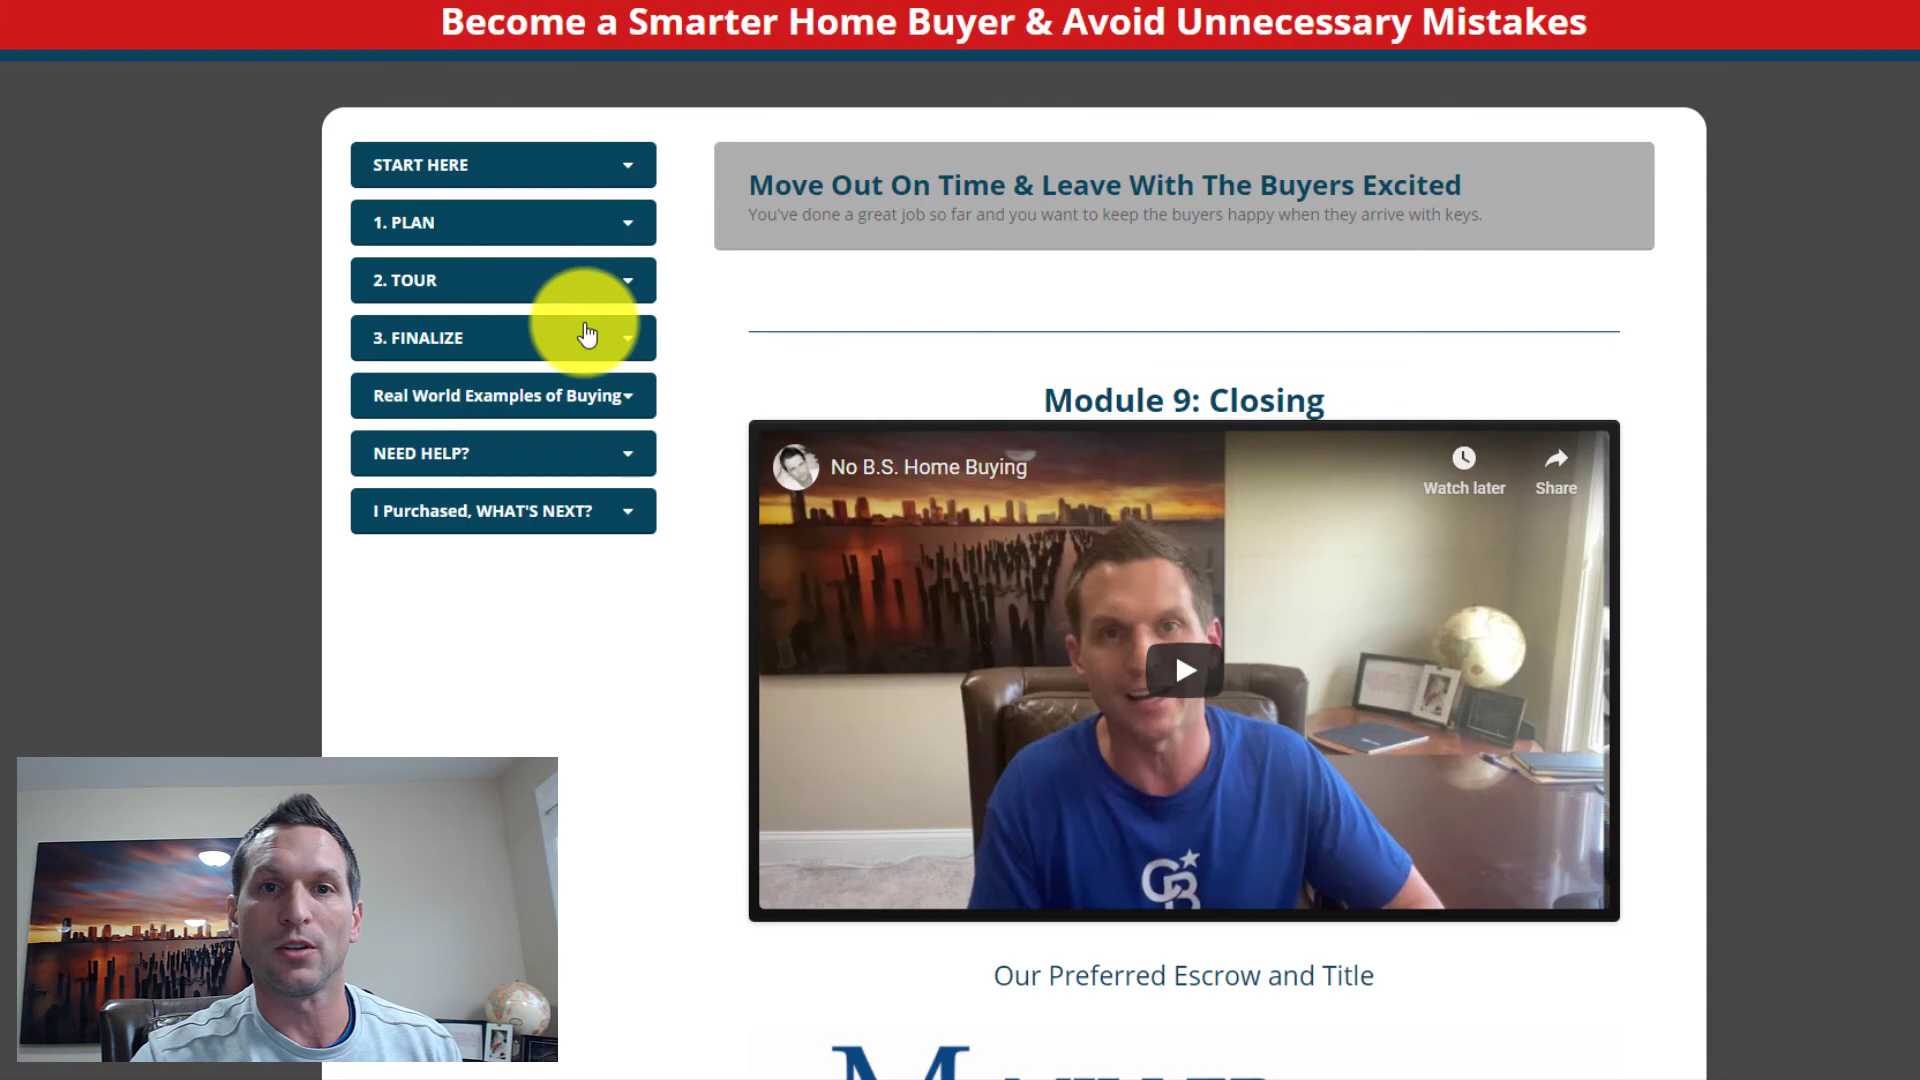 Become a Smarter Home Buyer & Avoid Unnecessary Mistakes
START HERE
1. PLAN
2. TOUR
3. FINALIZE
Real World Examples of Buying
NEED HELP?
I Purchased, WHAT'S NEXT?
Move Out On Time & Leave With The Buyers Excited
You've done a great job so far and you want to keep the buyers happy when they arrive with keys.
Module 9: Closing
No B.S. Home Buying
Watch later
Share
CB
Our Preferred Escrow and Title